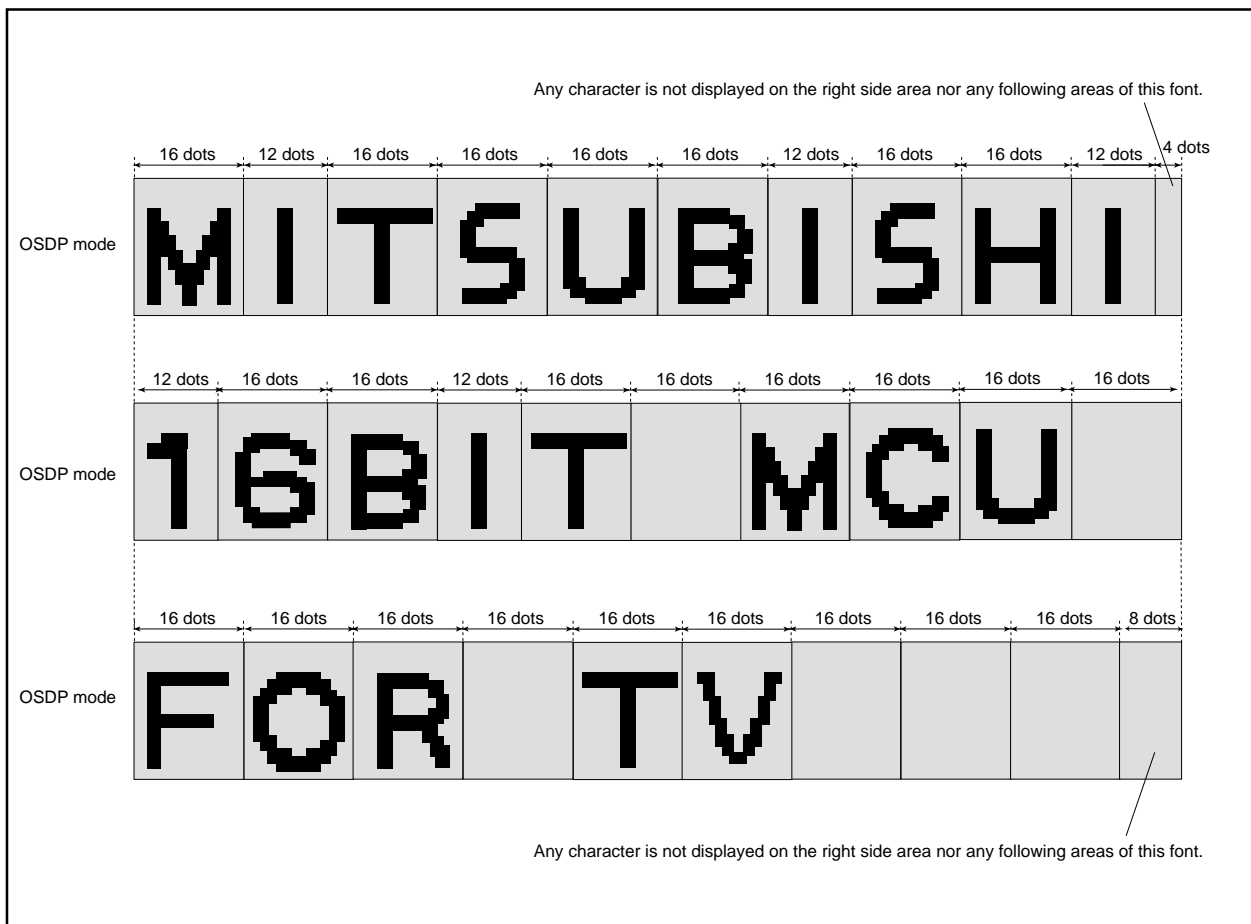 Any character is not displayed on the right side area nor any following areas of this font.
16 dots 12 dots 16 dots 16 dots 16 dots 16 dots 12 dots 16 dots 16 dots 12 dots 4 dots
OSDP mode MITSUBISHI
12 dots 16 dots 16 dots 12 dots 16 dots 16 dots 16 dots 16 dots 16 dots 16 dots
OSDP mode 16BIT MCU
16 dots 16 dots 16 dots 16 dots 16 dots 16 dots 16 dots 16 dots 16 dots 8 dots
OSDP mode FOR TV
Any character is not displayed on the right side area nor any following areas of this font.